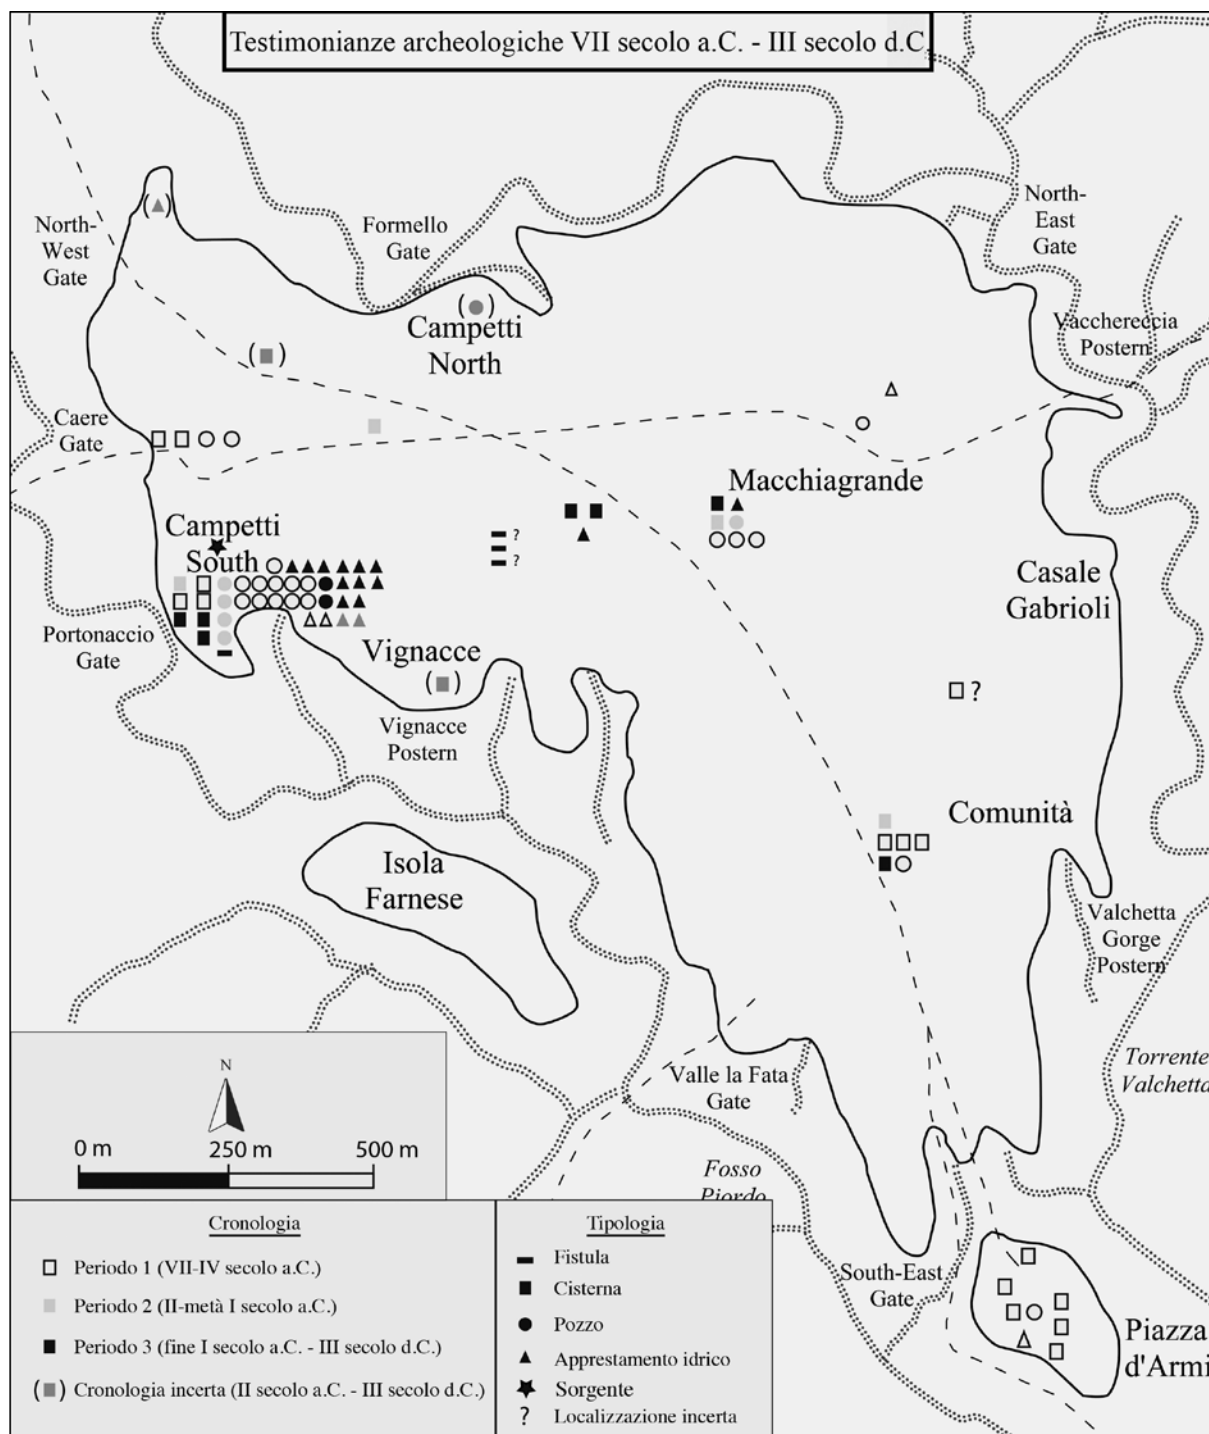 Testimonianze archeologiche VII secolo a.C. - III secolo d.C.
North-
West
Gate
Formello
Gate
North-
East
Gate
Campetti
North
Vacchereccia
Postern
Caere
Gate
Macchiagrande
Campetti
South
?
?
Casale
Gabrioli
Portonaccio
Gate
Vignacce
?
Vignacce
Postern
Comunità
Isola
Farnese
Valchetta
Gorge
Postern
Torrente
Valchetta
Valle la Fata
Gate
N
0 m 250 m 500 m
Fosso
Piordo
South-East
Gate
Piazza
d'Armi
Cronologia
Periodo 1 (VII-IV secolo a.C.)
Periodo 2 (II-metà I secolo a.C.)
Periodo 3 (fine I secolo a.C. - III secolo d.C.)
Cronologia incerta (II secolo a.C. - III secolo d.C.)
Tipologia
Fistula
Cisterna
Pozzo
Apprestamento idrico
Sorgente
? Localizzazione incerta